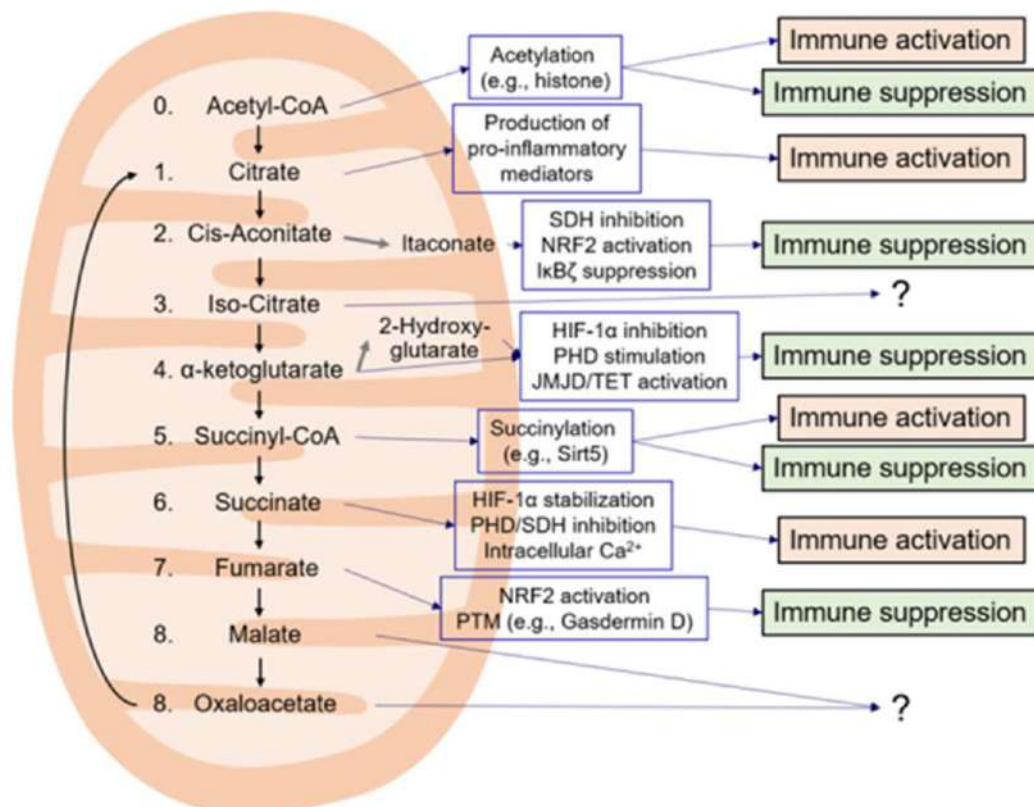 0. Acetyl-CoA
1. Citrate
2. Cis-Aconitate
3. Iso-Citrate
4. α-ketoglutarate
5. Succinyl-CoA
6. Succinate
7. Fumarate
8. Malate
8. Oxaloacetate
Itaconate
2-Hydroxy-
glutarate
Acetylation
(e.g., histone)
Production of
pro-inflammatory
mediators
SDH inhibition
NRF2 activation
IκBζ suppression
HIF-1α inhibition
PHD stimulation
JMJD/TET activation
Succinylation
(e.g., Sirt5)
HIF-1α stabilization
PHD/SDH inhibition
Intracellular Ca²⁺
NRF2 activation
PTM (e.g., Gasdermin D)
Immune activation
Immune suppression
Immune activation
Immune suppression
?
Immune suppression
Immune activation
Immune suppression
Immune activation
Immune suppression
?